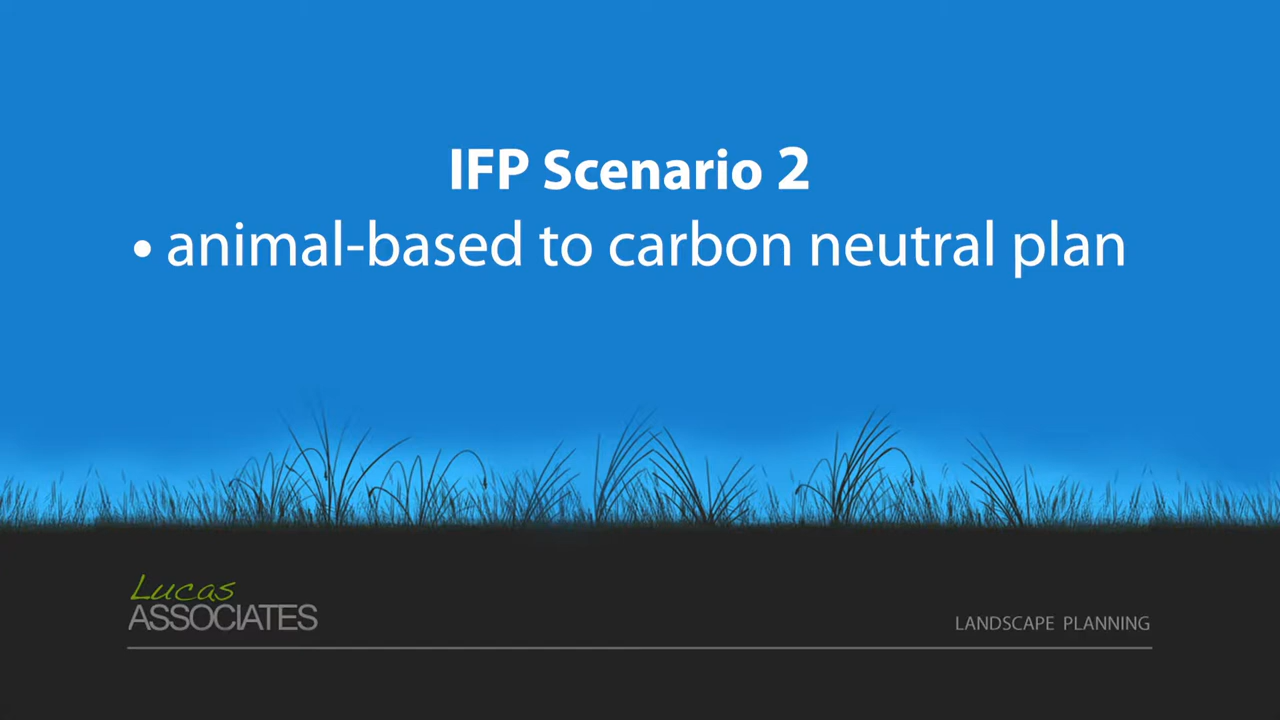 IFP Scenario 2
• animal-based to carbon neutral plan
Lucas
ASSOCIATES
LANDSCAPE PLANNING